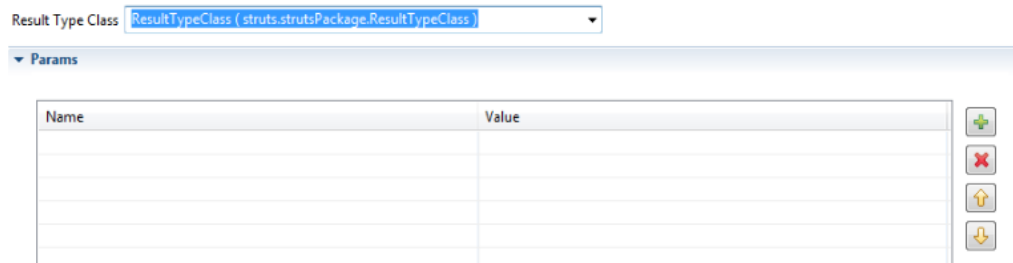 Result Type Class ResultTypeClass ( struts.strutsPackage.ResultTypeClass )
Params
Name Value